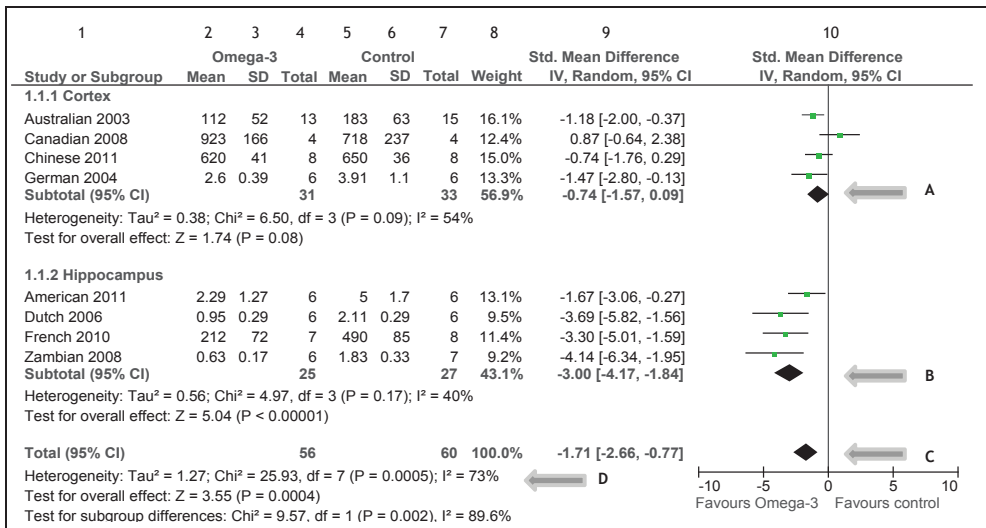 1 2 3 4 5 6 7 8 9 10
Omega-3 Control Std. Mean Difference Std. Mean Difference
Study or Subgroup Mean SD Total Mean SD Total Weight IV, Random, 95% CI IV, Random, 95% CI
1.1.1 Cortex
Australian 2003 112 52 13 183 63 15 16.1% -1.18 [-2.00, -0.37]
Canadian 2008 923 166 4 718 237 4 12.4% 0.87 [-0.64, 2.38]
Chinese 2011 620 41 8 650 36 8 15.0% -0.74 [-1.76, 0.29]
German 2004 2.6 0.39 6 3.91 1.1 6 13.3% -1.47 [-2.80, -0.13]
Subtotal (95% CI) 31 33 56.9% -0.74 [-1.57, 0.09] A
Heterogeneity: Tau² = 0.38; Chi² = 6.50, df = 3 (P = 0.09); I² = 54%
Test for overall effect: Z = 1.74 (P = 0.08)
1.1.2 Hippocampus
American 2011 2.29 1.27 6 5 1.7 6 13.1% -1.67 [-3.06, -0.27]
Dutch 2006 0.95 0.29 6 2.11 0.29 6 9.5% -3.69 [-5.82, -1.56]
French 2010 212 72 7 490 85 8 11.4% -3.30 [-5.01, -1.59]
Zambian 2008 0.63 0.17 6 1.83 0.33 7 9.2% -4.14 [-6.34, -1.95]
Subtotal (95% CI) 25 27 43.1% -3.00 [-4.17, -1.84] B
Heterogeneity: Tau² = 0.56; Chi² = 4.97, df = 3 (P = 0.17); I² = 40%
Test for overall effect: Z = 5.04 (P < 0.00001)
Total (95% CI) 56 60 100.0% -1.71 [-2.66, -0.77] C
Heterogeneity: Tau² = 1.27; Chi² = 25.93, df = 7 (P = 0.0005); I² = 73% D
-10 -5 0 5 10
Test for overall effect: Z = 3.55 (P = 0.0004)
Favours Omega-3 Favours control
Test for subgroup differences: Chi² = 9.57, df = 1 (P = 0.002), I² = 89.6%